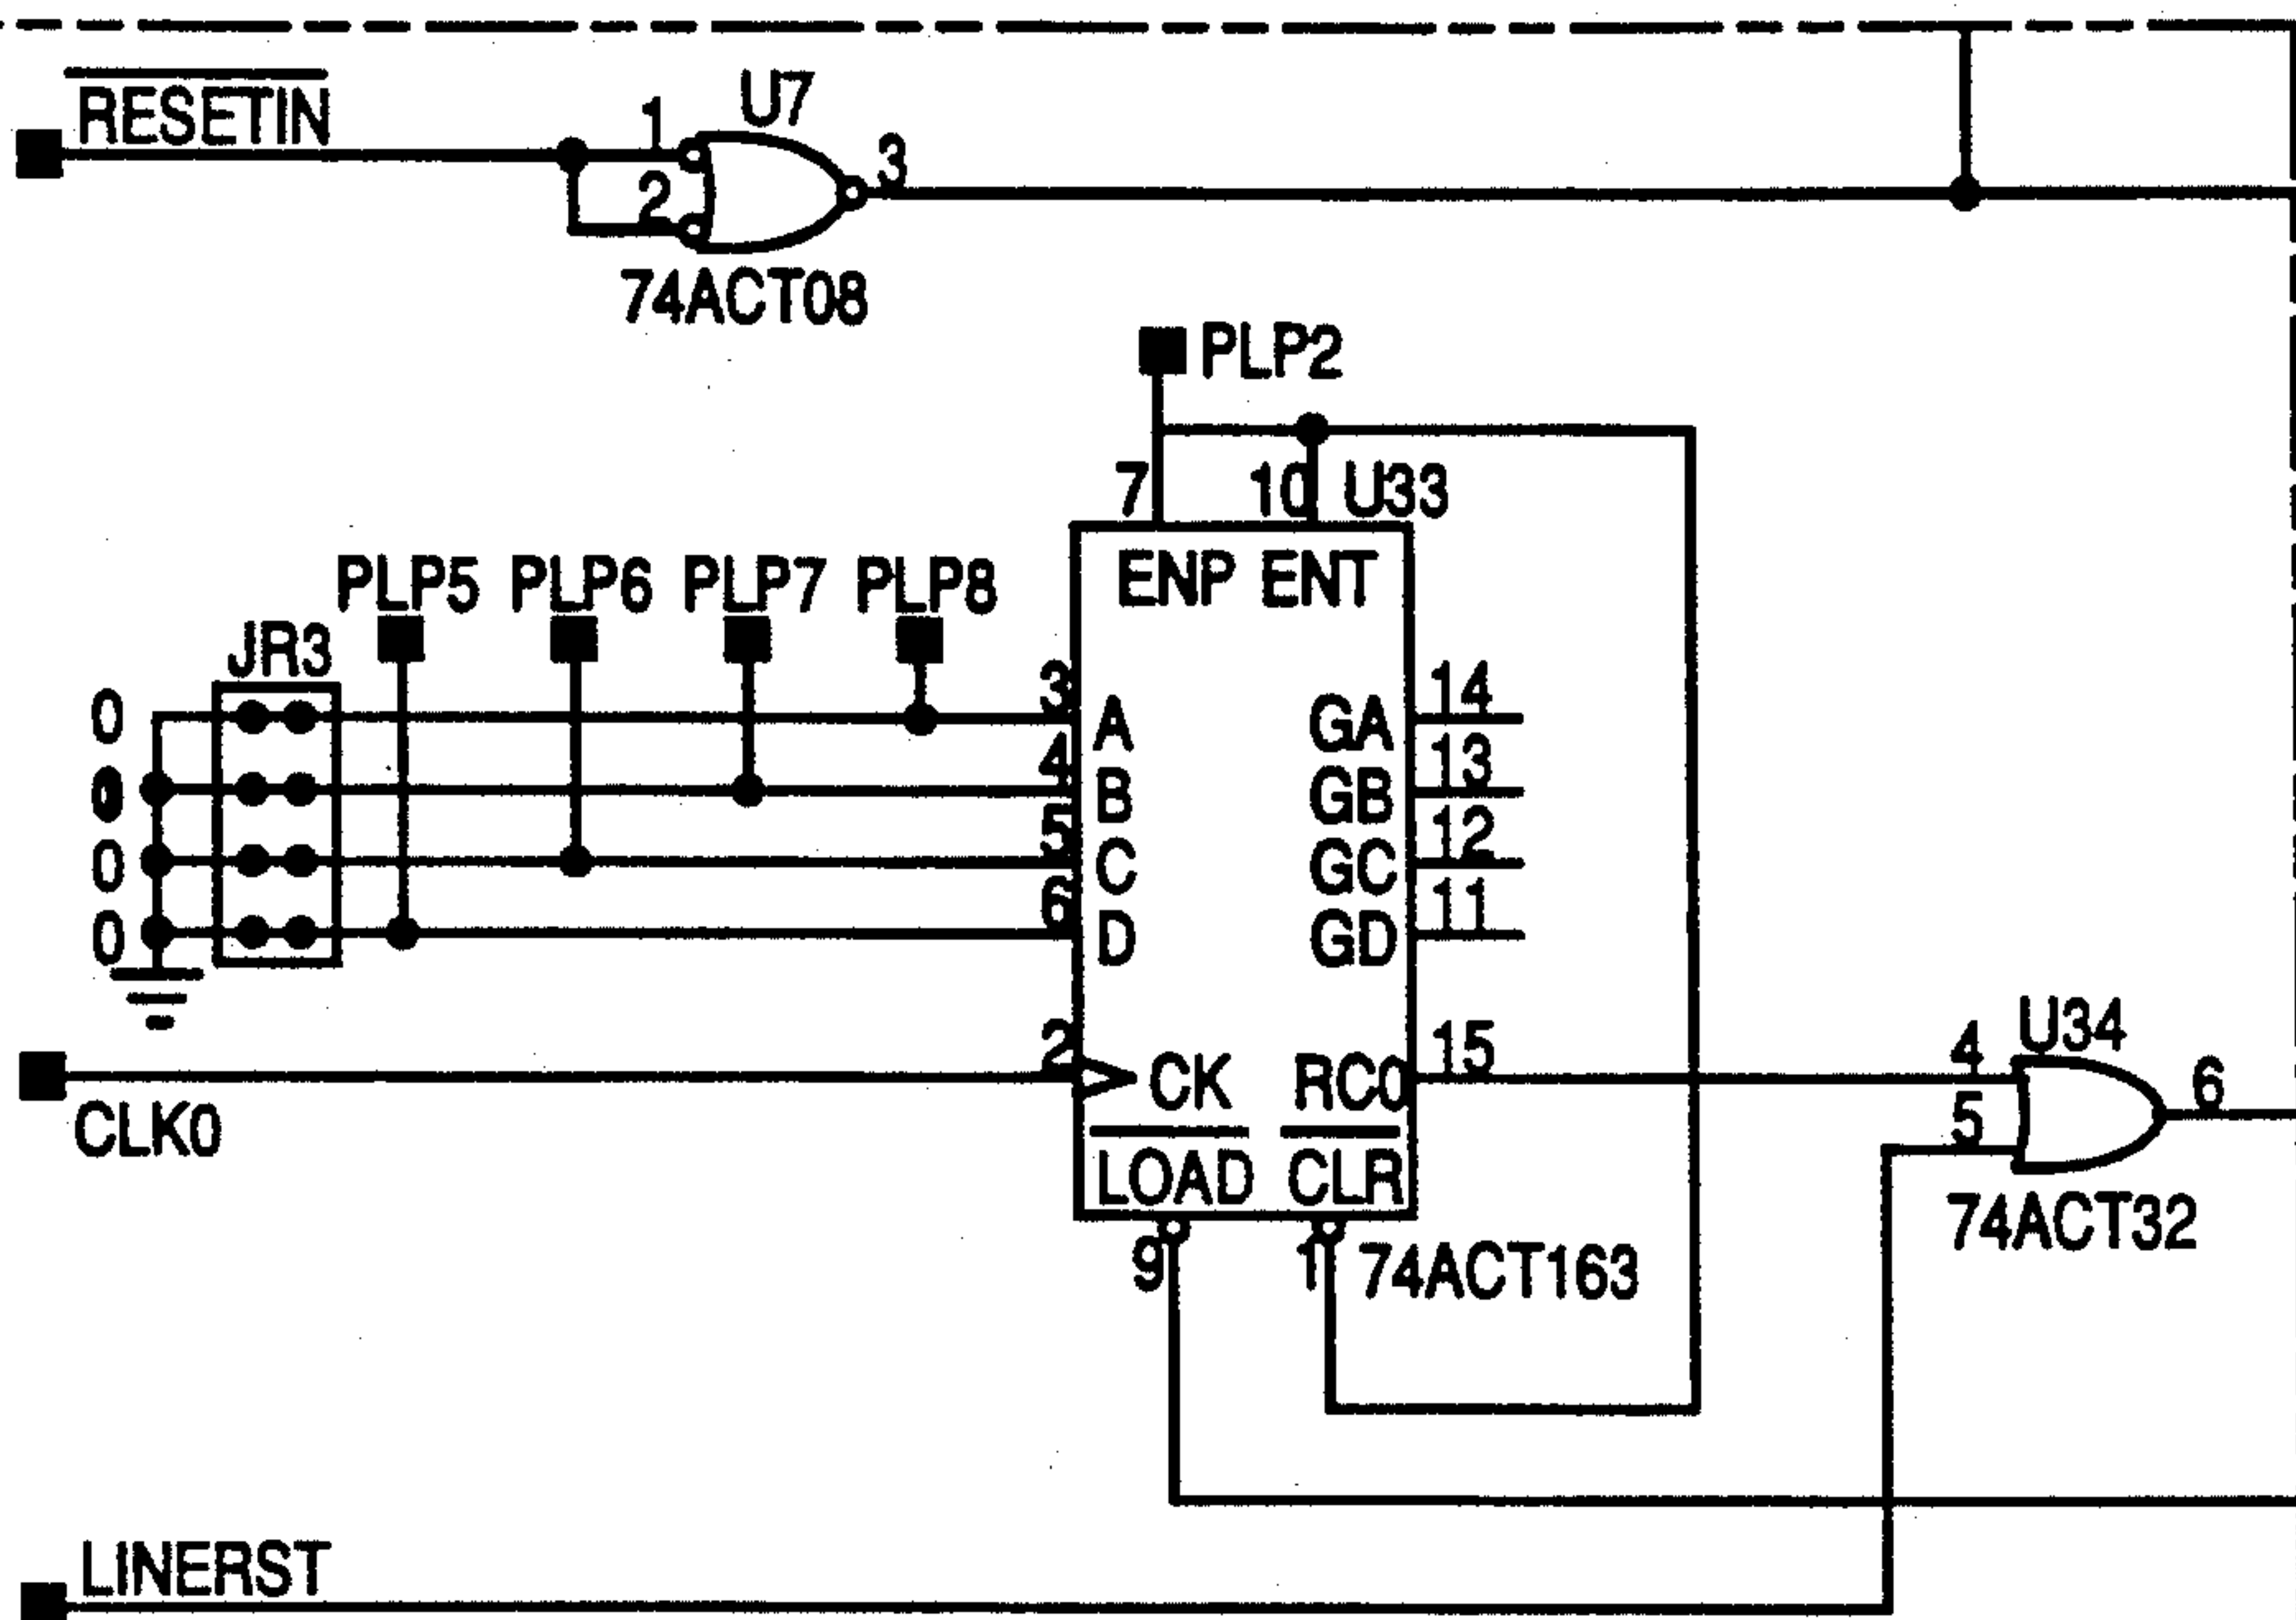 RESETIN
1
U7
3
2
74ACT08
PLP2
7
10
U33
ENP ENT
PLP5 PLP6 PLP7 PLP8
JR3
0
3
A
GA
14
0
4
B
GB
13
0
5
C
GC
12
0
6
D
GD
11
2
CK
RC0
15
CLK0
LOAD
CLR
9
1
74ACT163
4
U34
5
6
74ACT32
LINERST